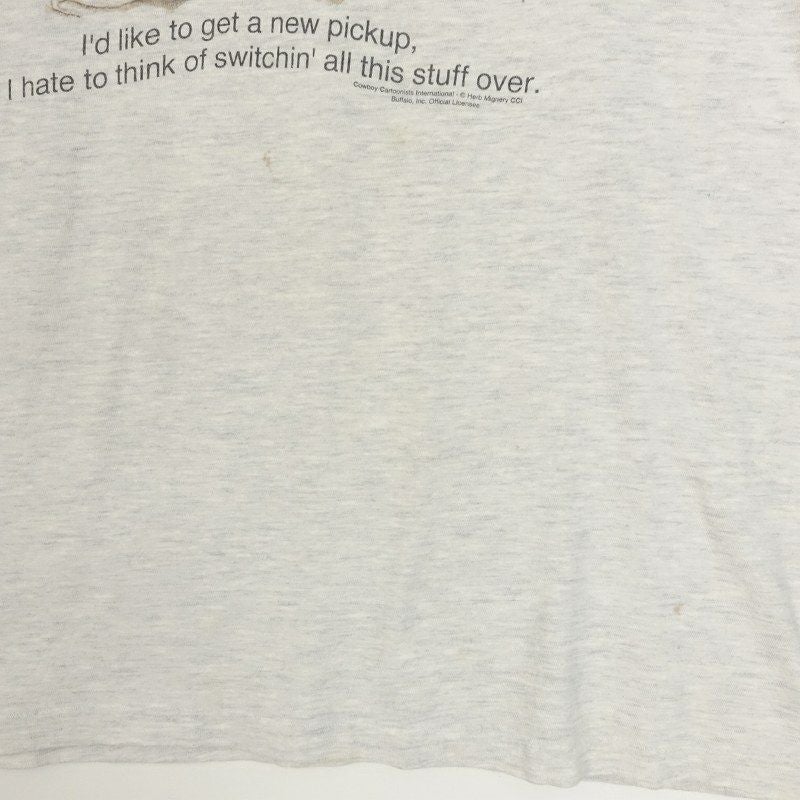 I'd like to get a new pickup,
I hate to think of switchin' all this stuff over.
Cowboy Cartoonists International - © Herb Mignery CCI
Buffalo, Inc. Official Licensee